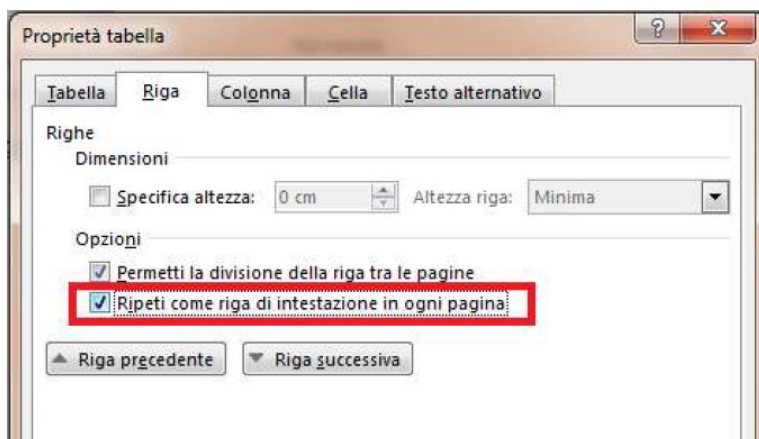 Proprietà tabella
Tabella Riga Colonna Cella Testo alternativo
Righe
Dimensioni
Specifica altezza: 0 cm Altezza riga: Minima
Opzioni
Permetti la divisione della riga tra le pagine
Ripeti come riga di intestazione in ogni pagina
Riga precedente Riga successiva